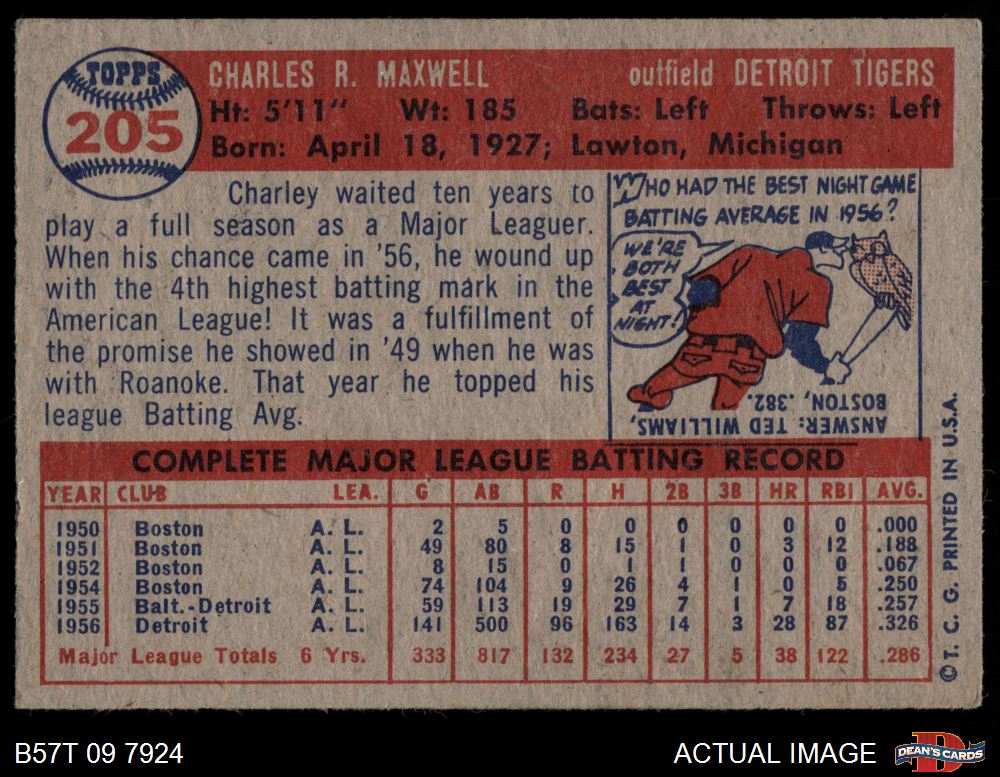 TOPPS
205
CHARLES R. MAXWELL outfield DETROIT TIGERS
Ht: 5'11" Wt: 185 Bats: Left Throws: Left
Born: April 18, 1927; Lawton, Michigan
Charley waited ten years to
play a full season as a Major Leaguer.
When his chance came in '56, he wound up
with the 4th highest batting mark in the
American League! It was a fulfillment of
the promise he showed in '49 when he was
with Roanoke. That year he topped his
league Batting Avg.
WHO HAD THE BEST NIGHT GAME
BATTING AVERAGE IN 1956?
WE'RE
BOTH
BEST
AT
NIGHT!
ANSWER: TED WILLIAMS,
BOSTON, .382.
COMPLETE MAJOR LEAGUE BATTING RECORD
YEAR CLUB LEA. G AB R H 2B 3B HR RBI AVG.
1950 Boston A. L. 2 5 0 0 0 0 0 0 .000
1951 Boston A. L. 49 80 8 15 1 0 3 12 .188
1952 Boston A. L. 8 15 0 1 1 0 0 0 .067
1954 Boston A. L. 74 104 9 26 4 1 0 5 .250
1955 Balt.-Detroit A. L. 59 113 19 29 7 1 7 18 .257
1956 Detroit A. L. 141 500 96 163 14 3 28 87 .326
Major League Totals 6 Yrs. 333 817 132 234 27 5 38 122 .286
© T. C. G. PRINTED IN U.S.A.
B57T 09 7924 ACTUAL IMAGE DEAN'S CARDS